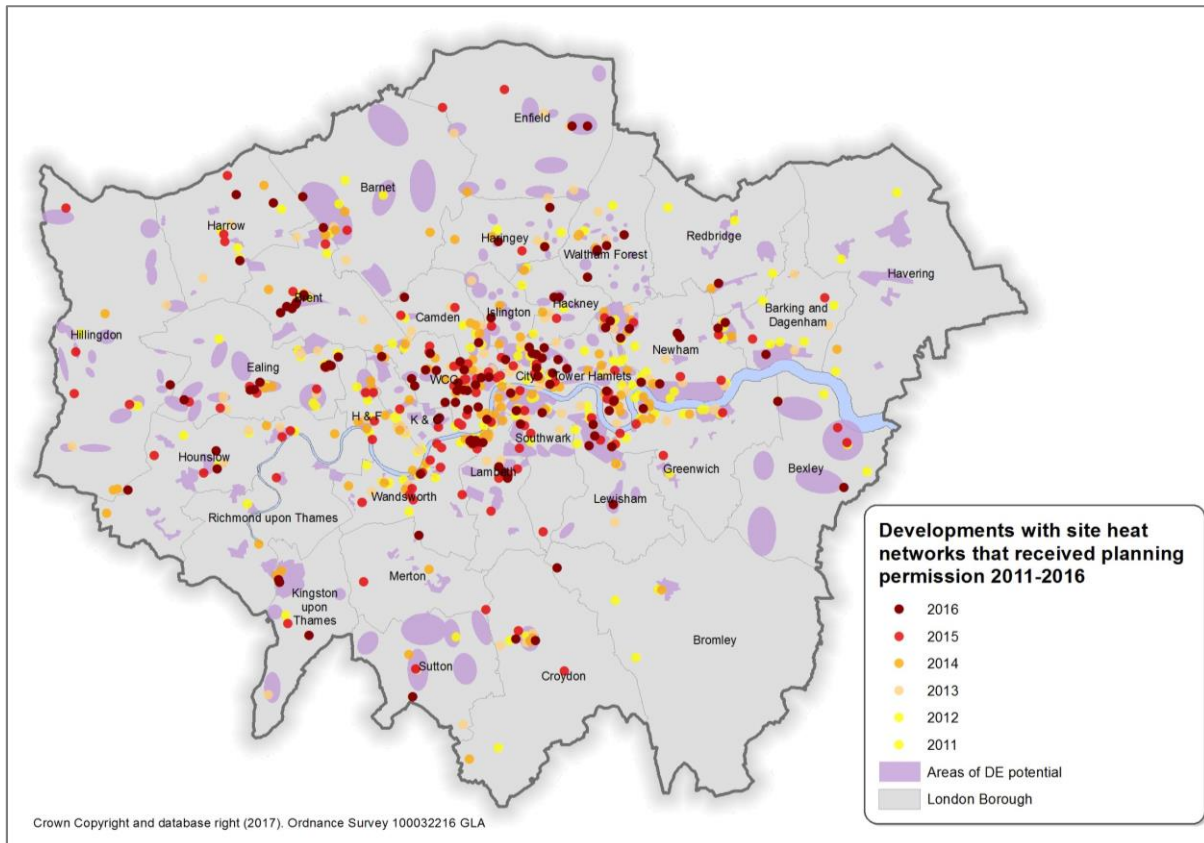 Enfield
Barnet
Harrow
Haringey
Waltham Forest
Redbridge
Havering
Brent
Camden
Islington
Hackney
Barking and
Dagenham
Hillingdon
Ealing
Newham
WCC
City
Tower Hamlets
H & F
K &
Southwark
Hounslow
Lambeth
Greenwich
Bexley
Wandsworth
Lewisham
Richmond upon Thames
Merton
Kingston
upon
Thames
Bromley
Sutton
Croydon
Developments with site heat
networks that received planning
permission 2011-2016
2016
2015
2014
2013
2012
2011
Areas of DE potential
London Borough
Crown Copyright and database right (2017). Ordnance Survey 100032216 GLA